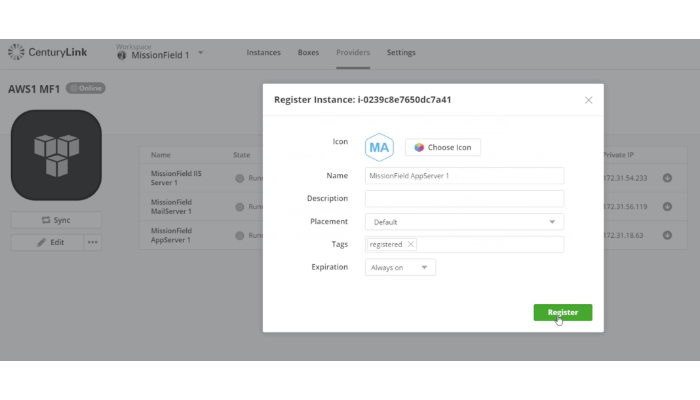 CenturyLink
Workspace
MissionField 1
Instances Boxes Providers Settings
AWS1 MF1 Online
Register Instance: i-0239c8e7650dc7a41
Icon MA Choose Icon
Name MissionField AppServer 1
Description
Placement Default
Tags registered
Expiration Always on
Register
Name State Private IP
MissionField IIS
Server 1
172.31.54.233
MissionField
MailServer 1
172.31.56.119
MissionField
AppServer 1
172.31.18.63
Sync
Edit